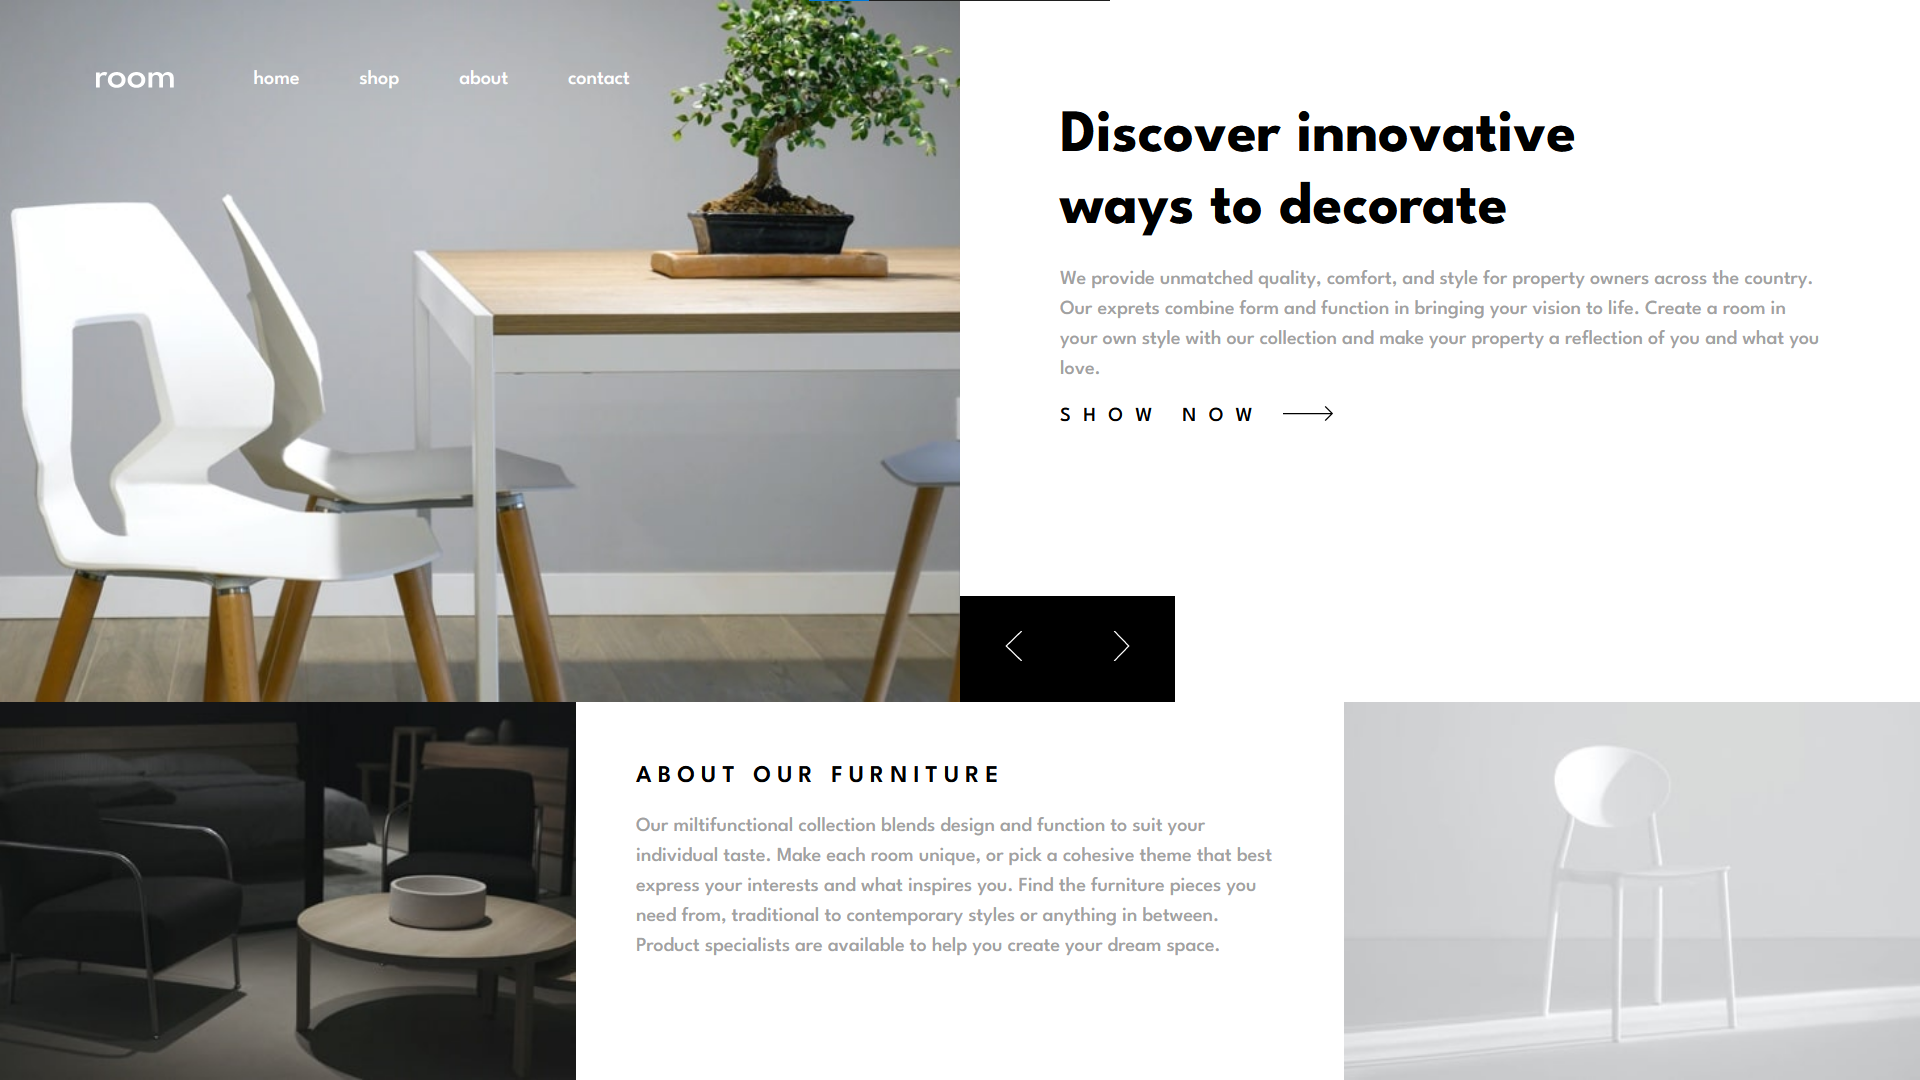 room
home shop about contact
Discover innovative
ways to decorate
We provide unmatched quality, comfort, and style for property owners across the country.
Our exprets combine form and function in bringing your vision to life. Create a room in
your own style with our collection and make your property a reflection of you and what you
love.
SHOW NOW
ABOUT OUR FURNITURE
Our miltifunctional collection blends design and function to suit your
individual taste. Make each room unique, or pick a cohesive theme that best
express your interests and what inspires you. Find the furniture pieces you
need from, traditional to contemporary styles or anything in between.
Product specialists are available to help you create your dream space.